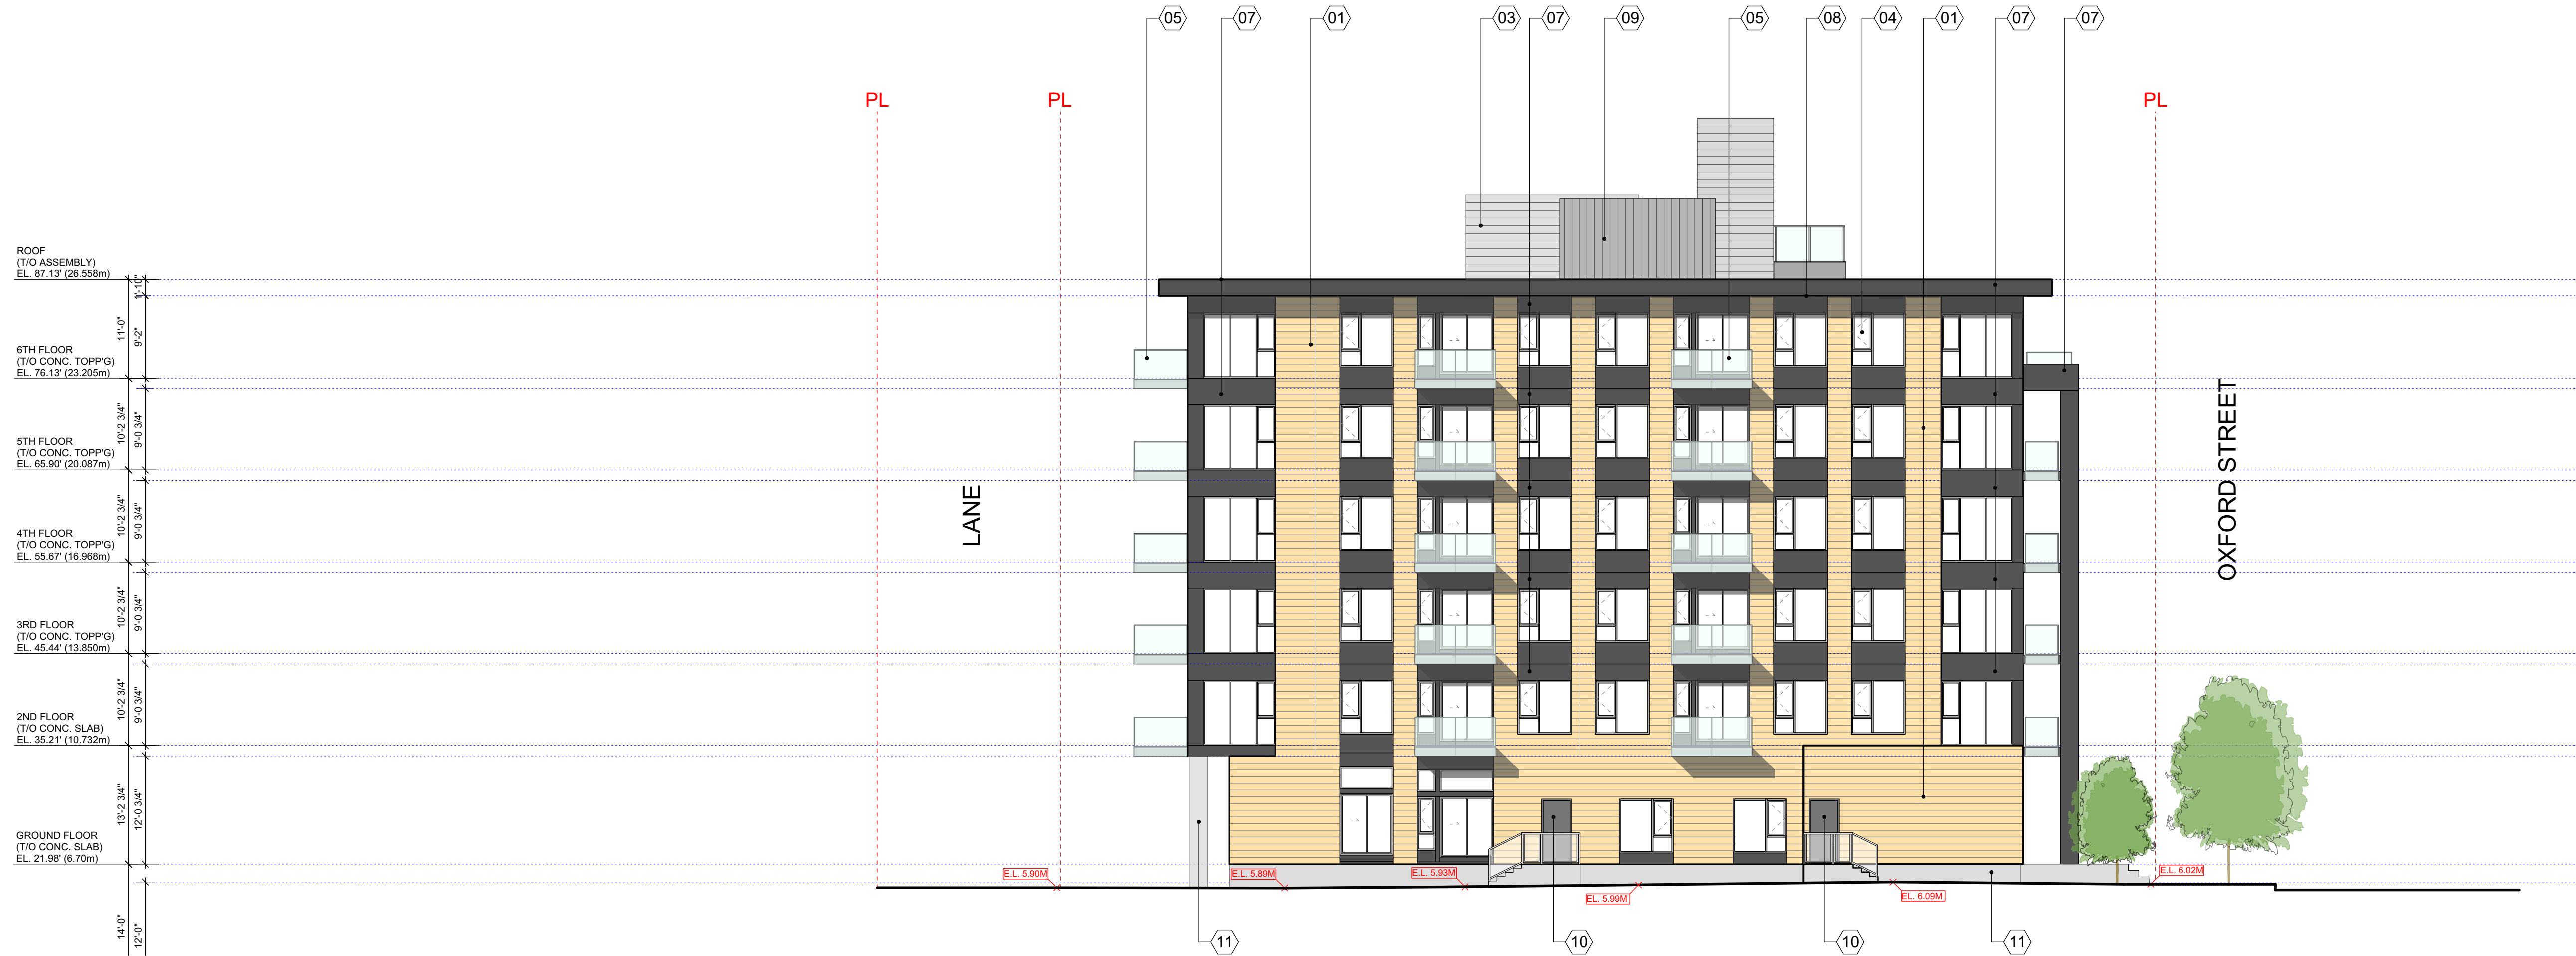 05
07
01
03
07
09
05
08
04
01
07
07
PL
PL
PL
ROOF
(T/O ASSEMBLY)
EL. 87.13' (26.558m)
1'-10"
11'-0"
9'-2"
6TH FLOOR
(T/O CONC. TOPP'G)
EL. 76.13' (23.205m)
10'-2 3/4"
9'-0 3/4"
5TH FLOOR
(T/O CONC. TOPP'G)
EL. 65.90' (20.087m)
10'-2 3/4"
9'-0 3/4"
4TH FLOOR
(T/O CONC. TOPP'G)
EL. 55.67' (16.968m)
10'-2 3/4"
9'-0 3/4"
3RD FLOOR
(T/O CONC. TOPP'G)
EL. 45.44' (13.850m)
10'-2 3/4"
9'-0 3/4"
2ND FLOOR
(T/O CONC. SLAB)
EL. 35.21' (10.732m)
13'-2 3/4"
12'-0 3/4"
GROUND FLOOR
(T/O CONC. SLAB)
EL. 21.98' (6.70m)
14'-0"
12'-0"
LANE
OXFORD STREET
E.L. 5.90M
E.L. 5.89M
E.L. 5.93M
EL. 5.99M
EL. 6.09M
E.L. 6.02M
11
10
10
11